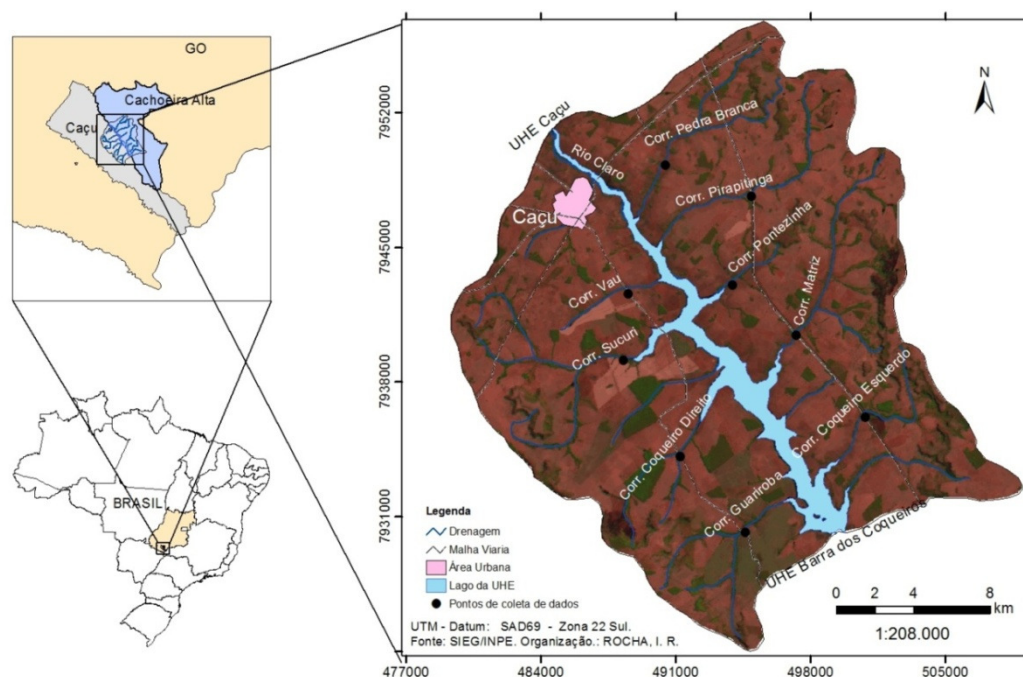 GO
Cachoeira Alta
Caçu
BRASIL
N
UHE Caçu
Rio Claro
Corr. Pedra Branca
Corr. Pirapitinga
Caçu
Corr. Pontezinha
Corr. Vau
Corr. Matriz
Corr. Sucuri
Corr. Coqueiro Esquerdo
Corr. Coqueiro Direito
Corr. Guariroba
UHE Barra dos Coqueiros
7952000
7945000
7938000
7931000
Legenda
Drenagem
Malha Viaria
Área Urbana
Lago da UHE
Pontos de coleta de dados
UTM - Datum: SAD69 - Zona 22 Sul.
Fonte: SIEG/INPE. Organização.: ROCHA, I. R.
0 2 4 8
km
1:208.000
477000 484000 491000 498000 505000